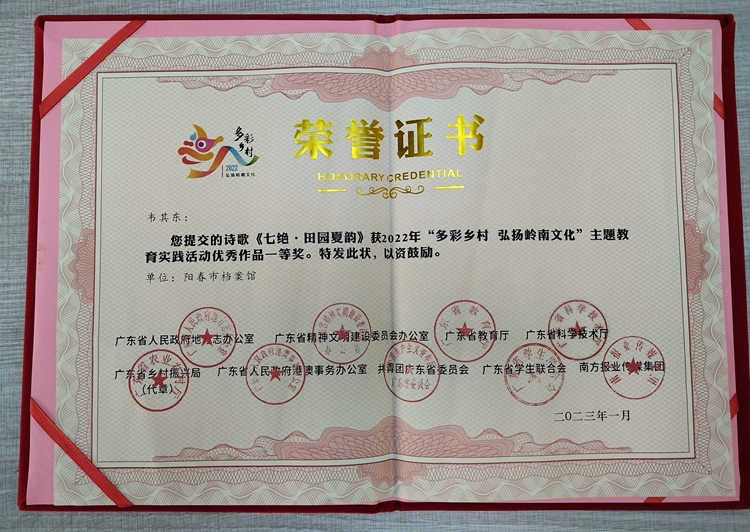 荣誉证书
HONORARY CREDENTIAL
多彩乡村
2022
弘扬岭南文化
韦其东：
您提交的诗歌《七绝·田园夏韵》获2022年“多彩乡村 弘扬岭南文化”主题教
育实践活动优秀作品一等奖。特发此状，以资鼓励。
单位：阳春市档案馆
广东省人民政府地方志办公室 广东省精神文明建设委员会办公室 广东省教育厅 广东省科学技术厅
广东省乡村振兴局 广东省人民政府港澳事务办公室 共青团广东省委员会 广东省学生联合会 南方报业传媒集团
（代章）
二〇二三年一月